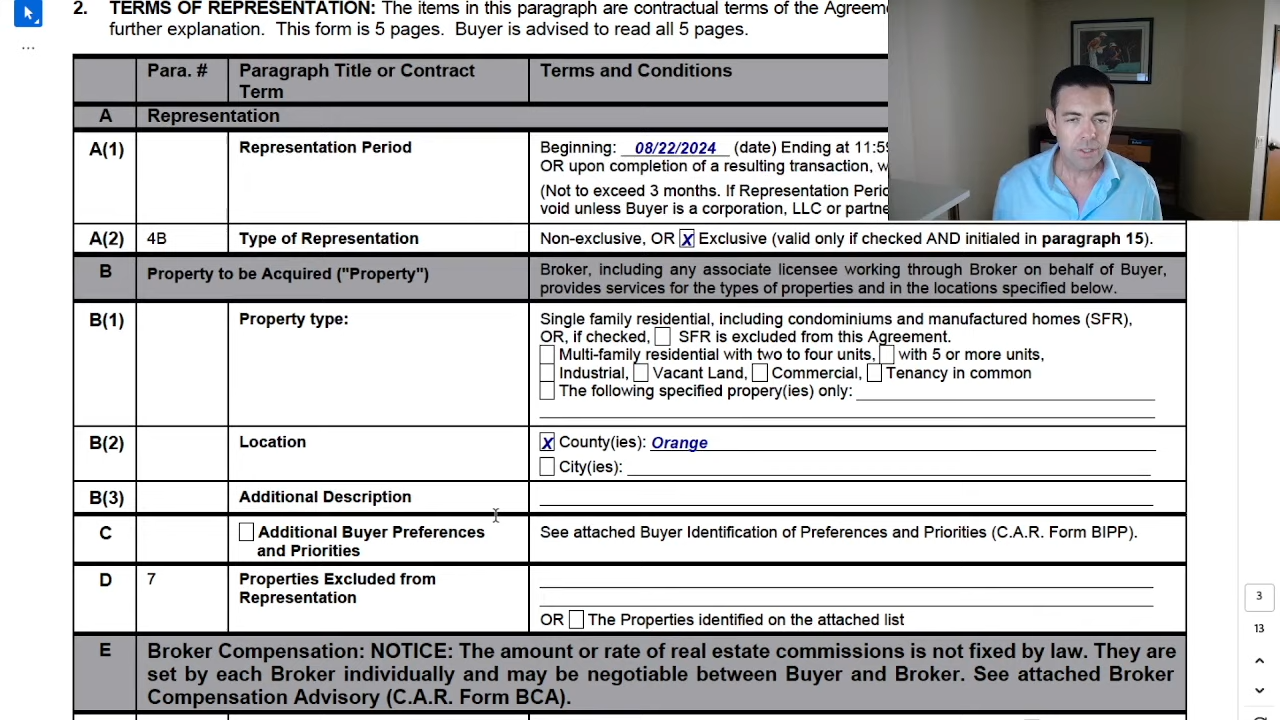 2. TERMS OF REPRESENTATION: The items in this paragraph are contractual terms of the Agreeme
further explanation. This form is 5 pages. Buyer is advised to read all 5 pages.
Para. # Paragraph Title or Contract Term Terms and Conditions
A Representation
A(1) Representation Period Beginning: 08/22/2024 (date) Ending at 11:59
OR upon completion of a resulting transaction, w
(Not to exceed 3 months. If Representation Perio
void unless Buyer is a corporation, LLC or partne
A(2) 4B Type of Representation Non-exclusive, OR X Exclusive (valid only if checked AND initialed in paragraph 15).
B Property to be Acquired ("Property") Broker, including any associate licensee working through Broker on behalf of Buyer,
provides services for the types of properties and in the locations specified below.
B(1) Property type: Single family residential, including condominiums and manufactured homes (SFR),
OR, if checked, SFR is excluded from this Agreement.
Multi-family residential with two to four units, with 5 or more units,
Industrial, Vacant Land, Commercial, Tenancy in common
The following specified propery(ies) only:
B(2) Location X County(ies): Orange
City(ies):
B(3) Additional Description
C Additional Buyer Preferences and Priorities See attached Buyer Identification of Preferences and Priorities (C.A.R. Form BIPP).
D 7 Properties Excluded from Representation
OR The Properties identified on the attached list
E Broker Compensation: NOTICE: The amount or rate of real estate commissions is not fixed by law. They are
set by each Broker individually and may be negotiable between Buyer and Broker. See attached Broker
Compensation Advisory (C.A.R. Form BCA).
3
13